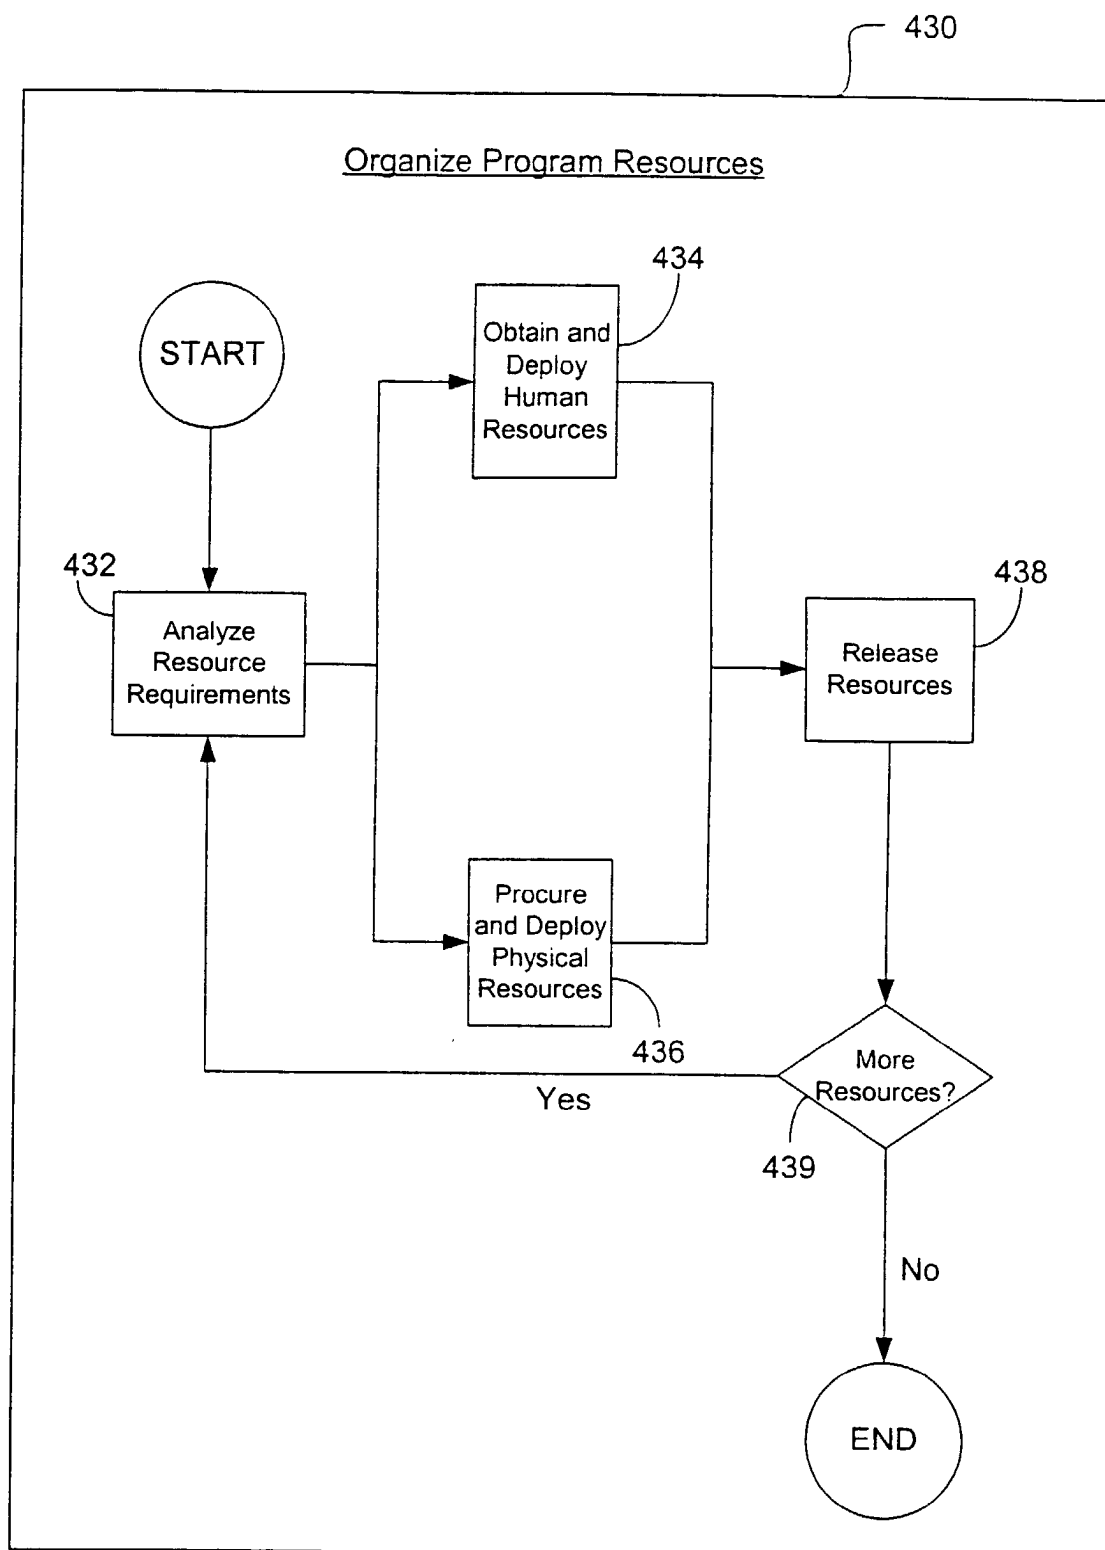 430
Organize Program Resources
434
START
Obtain and
Deploy
Human
Resources
432
Analyze
Resource
Requirements
438
Release
Resources
Procure
and Deploy
Physical
Resources
436
More
Resources?
Yes
439
No
END